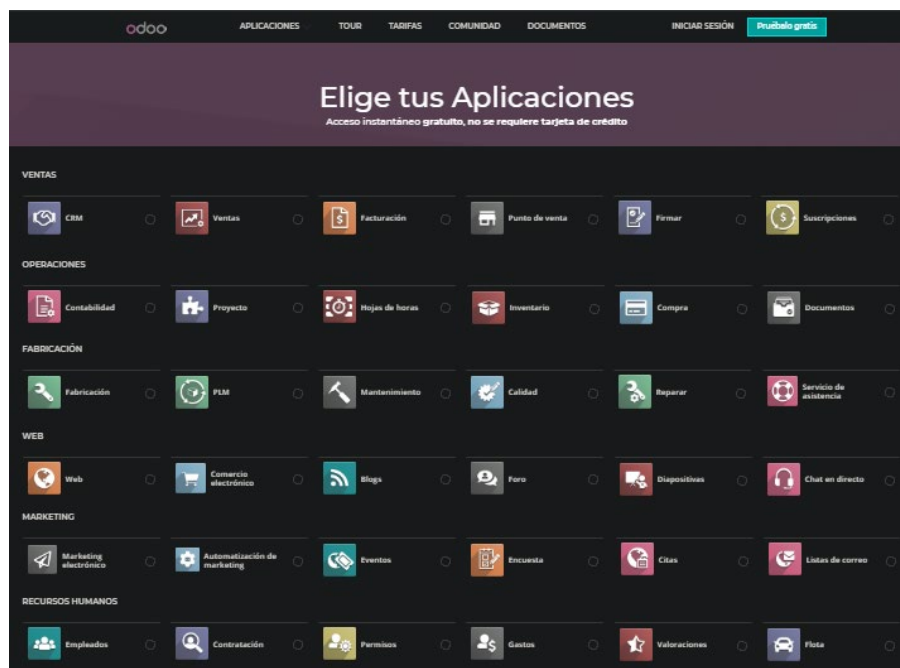 odoo
APLICACIONES
TOUR
TARIFAS
COMUNIDAD
DOCUMENTOS
INICIAR SESIÓN
Pruébalo gratis
Elige tus Aplicaciones
Acceso instantáneo gratuito, no se requiere tarjeta de crédito
VENTAS
CRM
Ventas
Facturación
Punto de venta
Firmar
Suscripciones
OPERACIONES
Contabilidad
Proyecto
Hojas de horas
Inventario
Compra
Documentos
FABRICACIÓN
Fabricación
PLM
Mantenimiento
Calidad
Reparar
Servicio de
asistencia
WEB
Web
Comercio
electrónico
Blogs
Foro
Diapositivas
Chat en directo
MARKETING
Marketing
electrónico
Automatización de
marketing
Eventos
Encuesta
Citas
Listas de correo
RECURSOS HUMANOS
Empleados
Contratación
Permisos
Gastos
Valoraciones
Flota